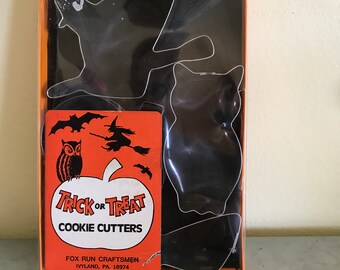 TRICK OR TREAT
COOKIE CUTTERS
FOX RUN CRAFTSMEN
IVYLAND, PA. 18974